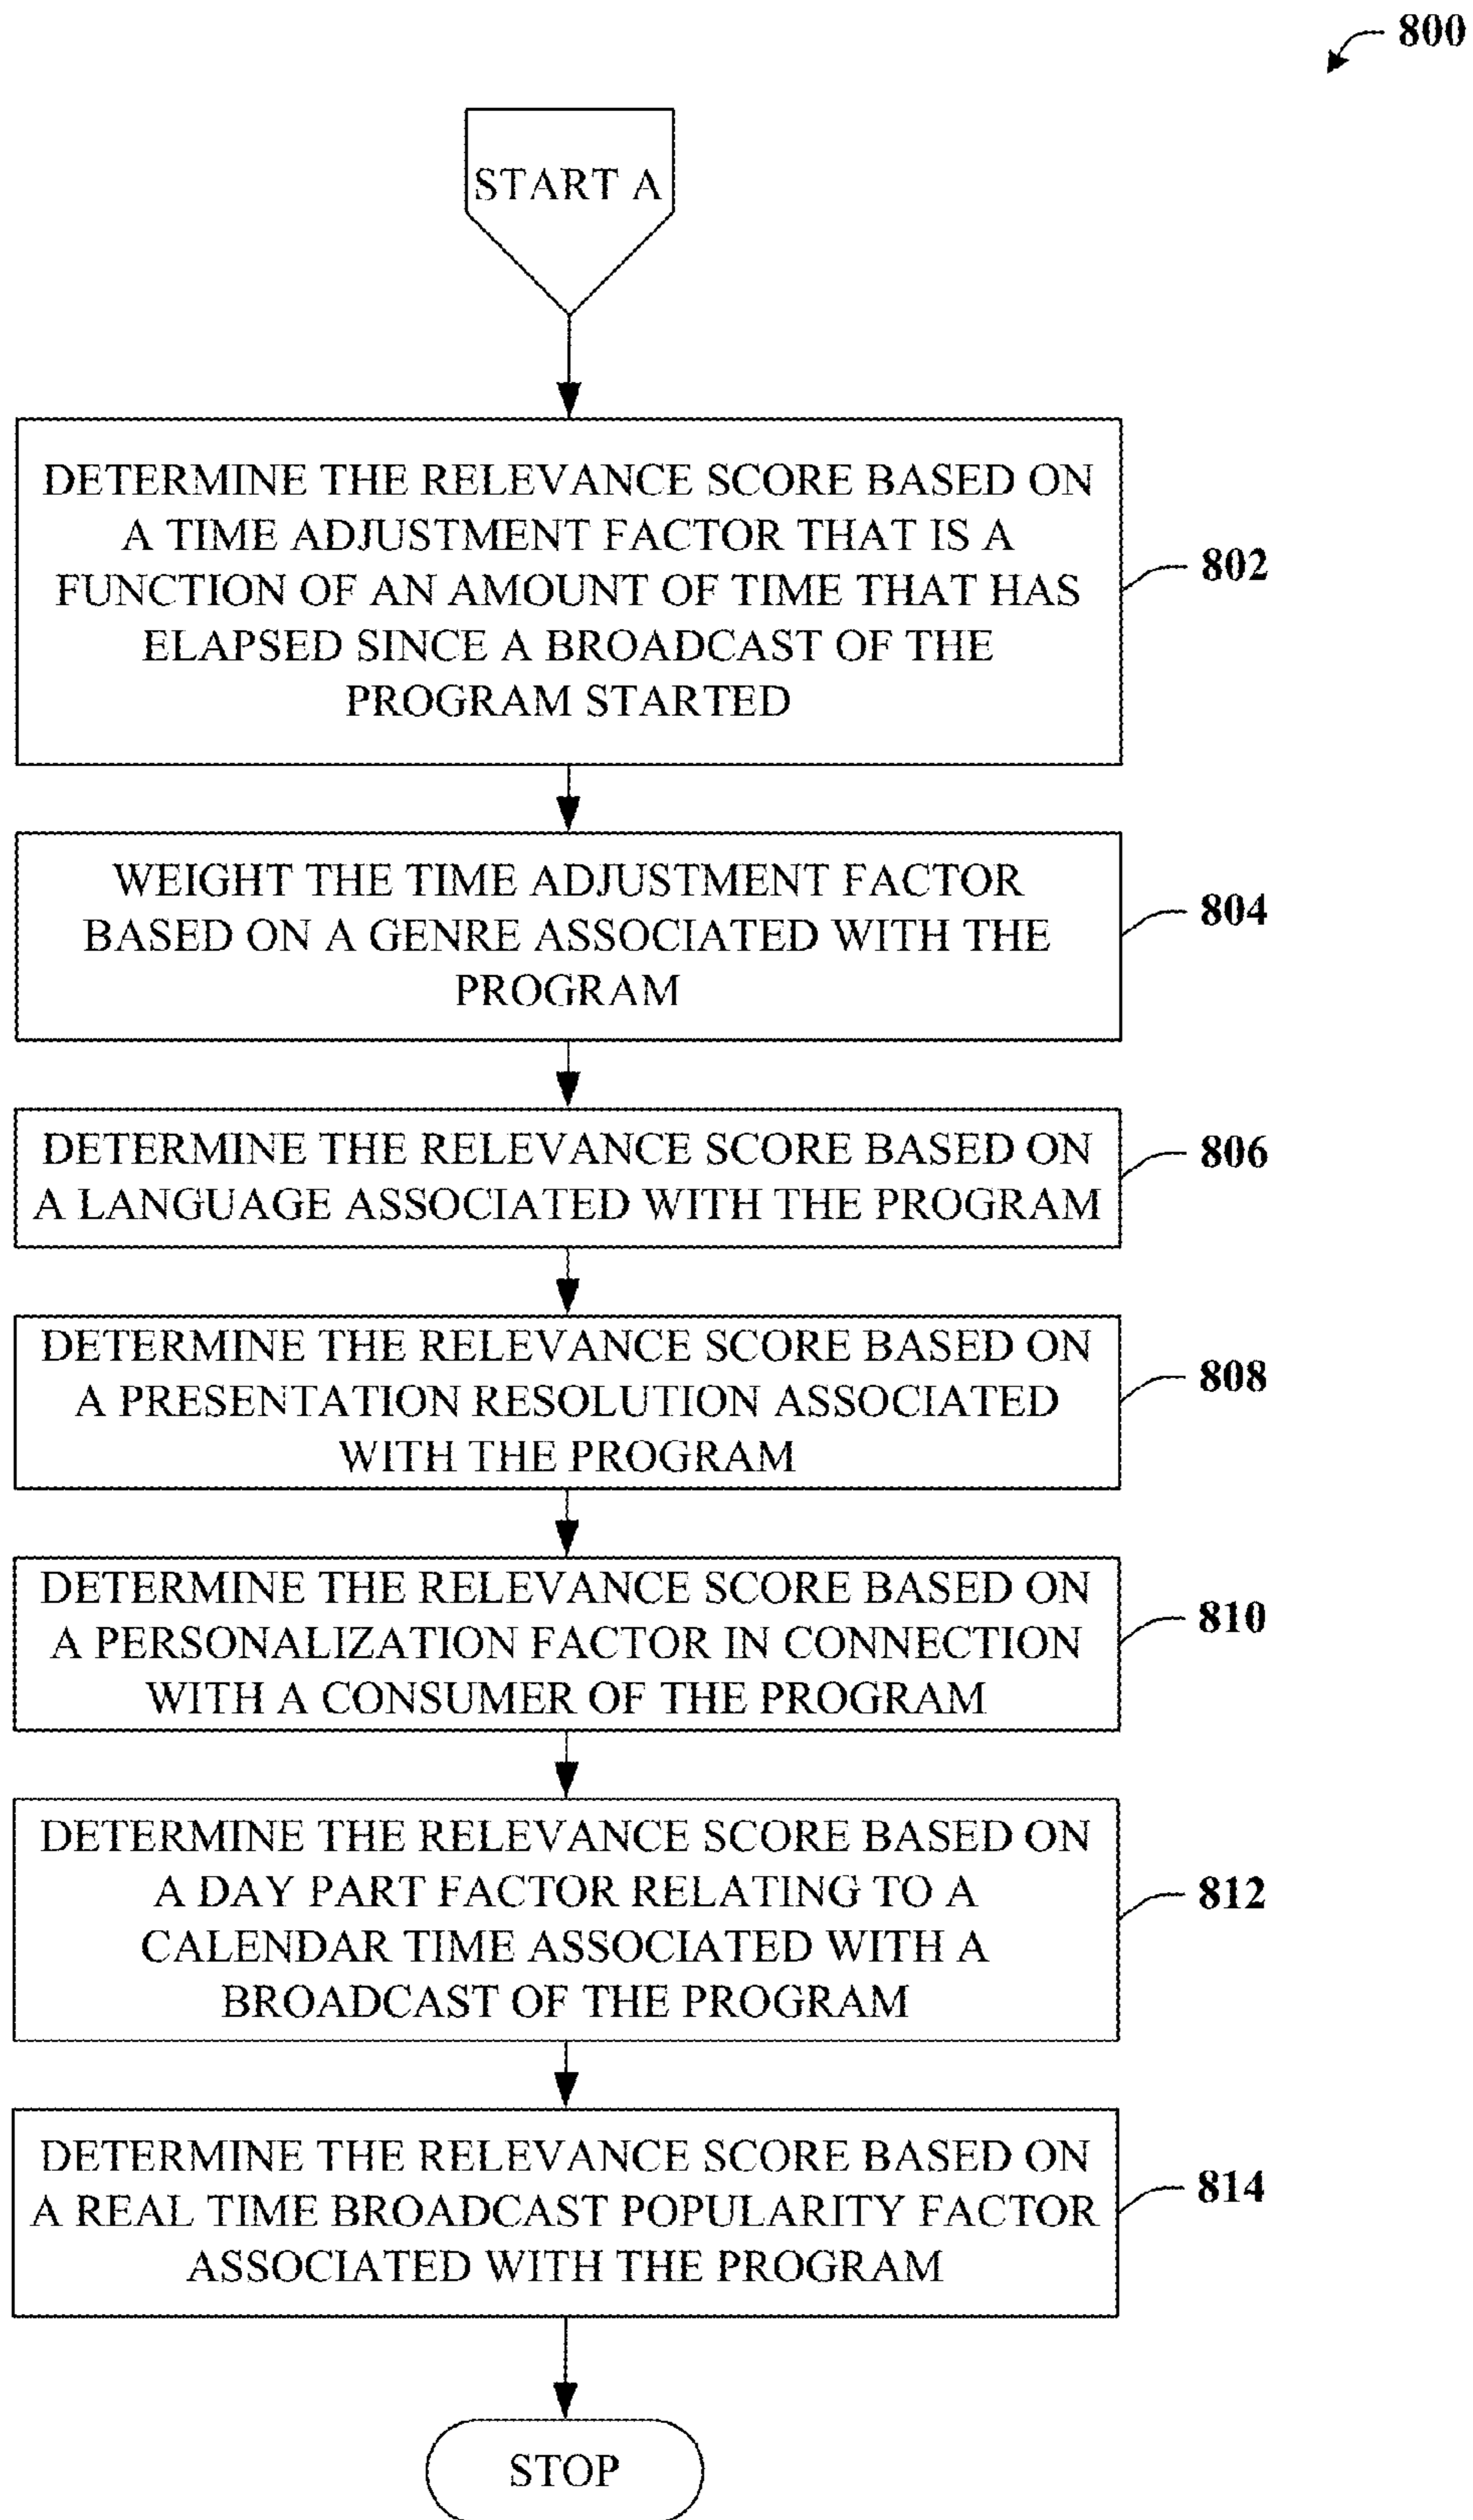 800
START A
DETERMINE THE RELEVANCE SCORE BASED ON
A TIME ADJUSTMENT FACTOR THAT IS A
FUNCTION OF AN AMOUNT OF TIME THAT HAS
ELAPSED SINCE A BROADCAST OF THE
PROGRAM STARTED
802
WEIGHT THE TIME ADJUSTMENT FACTOR
BASED ON A GENRE ASSOCIATED WITH THE
PROGRAM
804
DETERMINE THE RELEVANCE SCORE BASED ON
A LANGUAGE ASSOCIATED WITH THE PROGRAM
806
DETERMINE THE RELEVANCE SCORE BASED ON
A PRESENTATION RESOLUTION ASSOCIATED
WITH THE PROGRAM
808
DETERMINE THE RELEVANCE SCORE BASED ON
A PERSONALIZATION FACTOR IN CONNECTION
WITH A CONSUMER OF THE PROGRAM
810
DETERMINE THE RELEVANCE SCORE BASED ON
A DAY PART FACTOR RELATING TO A
CALENDAR TIME ASSOCIATED WITH A
BROADCAST OF THE PROGRAM
812
DETERMINE THE RELEVANCE SCORE BASED ON
A REAL TIME BROADCAST POPULARITY FACTOR
ASSOCIATED WITH THE PROGRAM
814
STOP